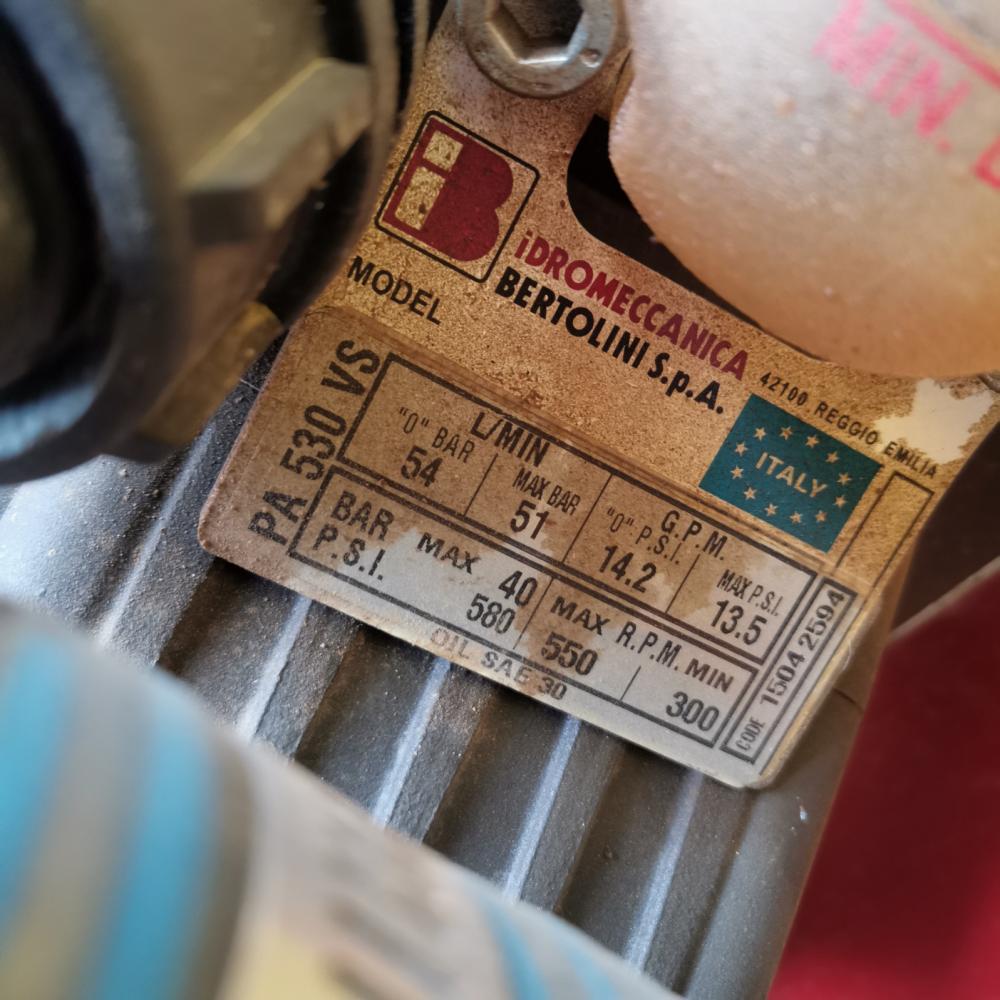 MIN.
iB
iDROMECCANICA
BERTOLINI S.p.A.
42100 REGGIO EMILIA
MODEL
PA 530 VS
ITALY
L/MIN
"0" BAR
54
MAX BAR
51
G.P.M.
"0" P.S.I.
14.2
MAX P.S.I.
13.5
BAR MAX 40
P.S.I. 580
MAX R.P.M. MIN
550 300
OIL SAE 30
CODE 1504 2594